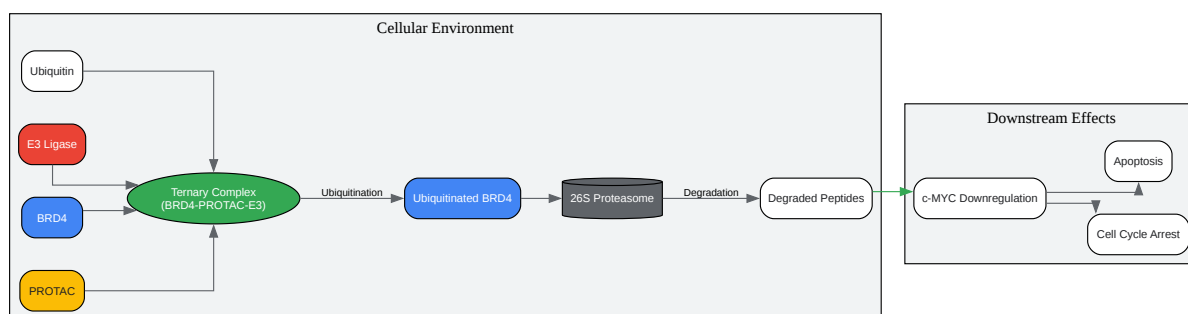 Cellular Environment
Ubiquitin
E3 Ligase
BRD4
PROTAC
Ternary Complex
(BRD4-PROTAC-E3)
Ubiquitination
Ubiquitinated BRD4
26S Proteasome
Degradation
Degraded Peptides
Downstream Effects
c-MYC Downregulation
Apoptosis
Cell Cycle Arrest